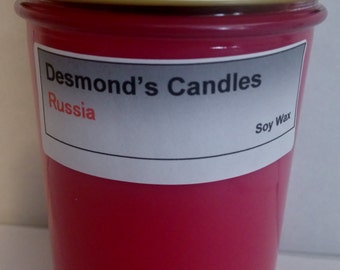 Desmond's Candles
Russia
Soy Wax